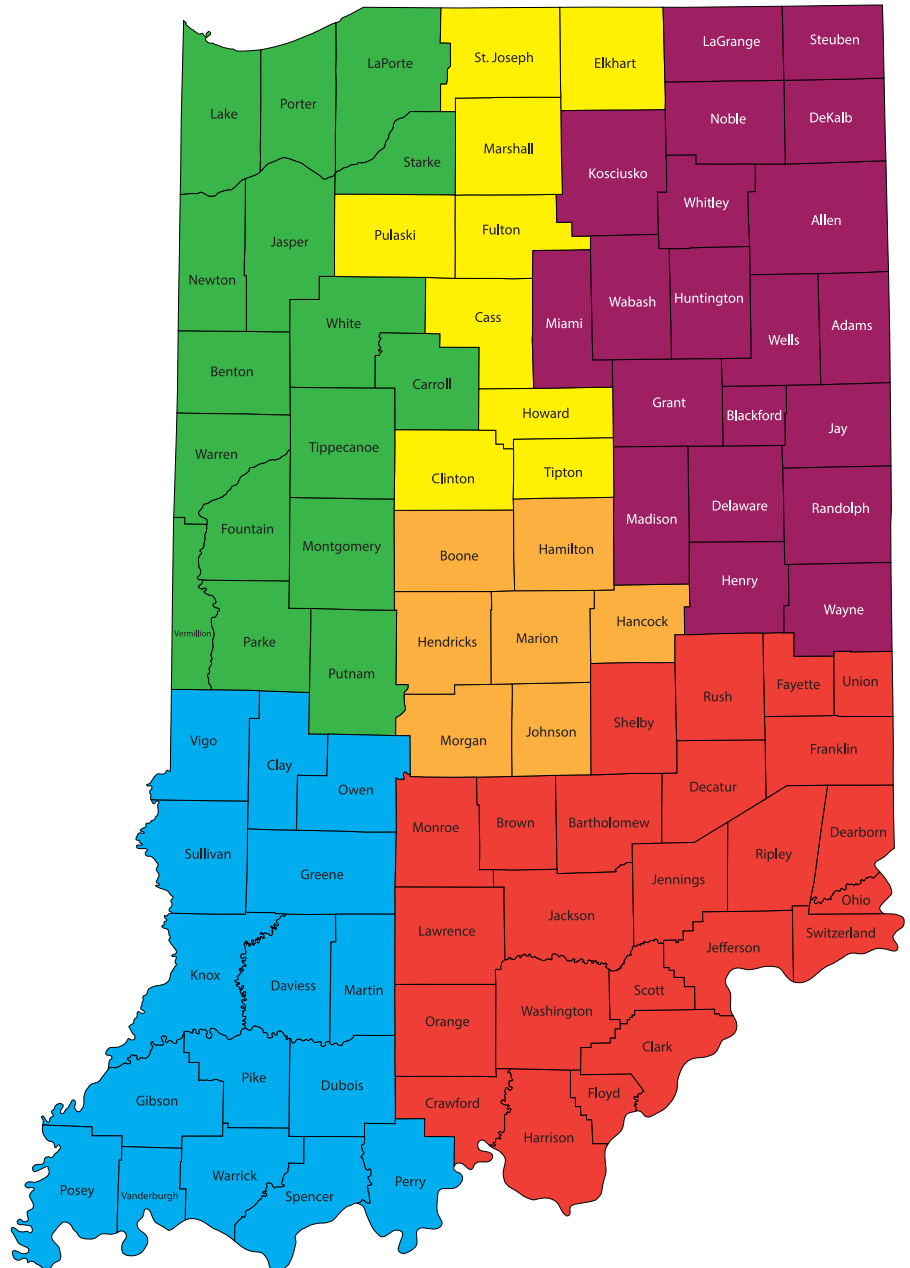 LaGrange
Steuben
St. Joseph
LaPorte
Elkhart
Porter
Lake
Noble
DeKalb
Marshall
Starke
Kosciusko
Whitley
Allen
Pulaski
Fulton
Jasper
Newton
Wabash
Huntington
White
Cass
Miami
Adams
Wells
Benton
Carroll
Grant
Howard
Blackford
Jay
Tippecanoe
Warren
Clinton
Tipton
Delaware
Randolph
Madison
Fountain
Montgomery
Boone
Hamilton
Henry
Wayne
Hancock
Vermillion
Parke
Hendricks
Marion
Putnam
Fayette
Union
Rush
Shelby
Johnson
Morgan
Vigo
Franklin
Clay
Owen
Decatur
Monroe
Brown
Bartholomew
Dearborn
Sullivan
Ripley
Greene
Jennings
Ohio
Jackson
Lawrence
Switzerland
Jefferson
Knox
Daviess
Martin
Scott
Washington
Orange
Clark
Pike
Dubois
Floyd
Gibson
Crawford
Harrison
Warrick
Perry
Posey
Vanderburgh
Spencer